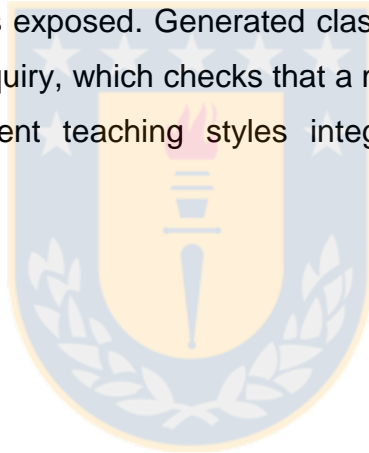 s exposed. Generated clas
quiry, which checks that a
ent teaching styles integ